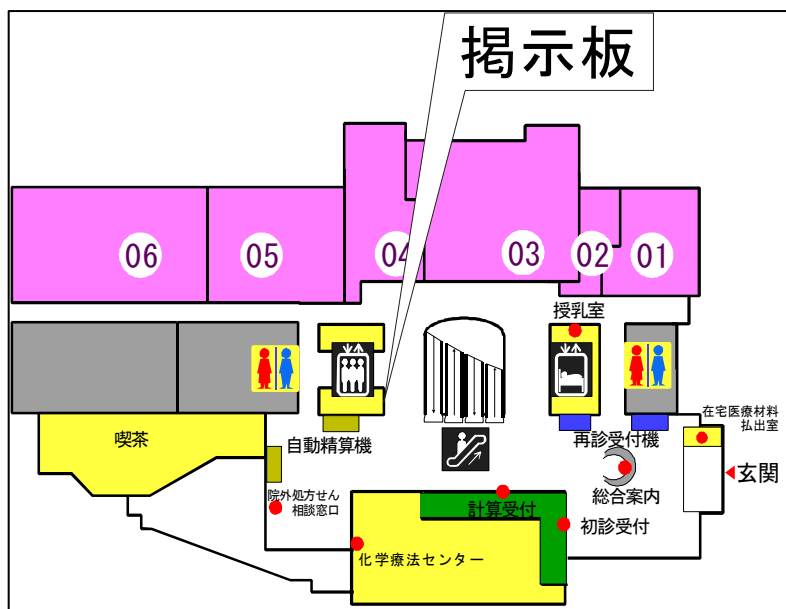 掲示板
06
05
04
03
02
01
授乳室
喫茶
自動精算機
再診受付機
在宅医療材料
払出室
玄関
院外処方せん
相談窓口
総合案内
計算受付
初診受付
化学療法センター